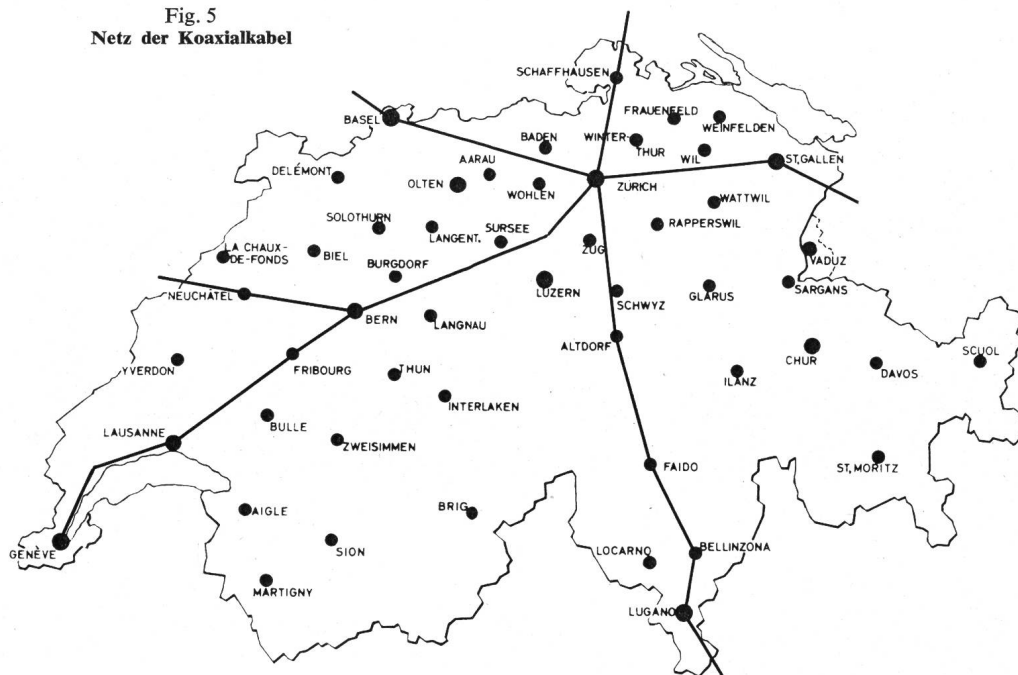 Fig. 5
Netz der Koaxialkabel
SCHAFFHAUSEN
BASEL
FRAUENFELD
WEINFELDEN
BADEN
WINTER-
THUR
WIL
ST. GALLEN
AARAU
DELÉMONT
OLTEN
WOHLEN
ZÜRICH
WATTWIL
SOLOTHURN
LANGENT.
SURSEE
RAPPERSWIL
ZUG
LA CHAUX-
DE-FONDS
BIEL
BURGDORF
VADUZ
NEUCHÂTEL
LUZERN
SCHWYZ
GLARUS
SARGANS
BERN
LANGNAU
ALTDORF
YVERDON
FRIBOURG
THUN
ILANZ
CHUR
DAVOS
SCUOL
INTERLAKEN
LAUSANNE
BULLE
ZWEISIMMEN
FAIDO
ST. MORITZ
AIGLE
BRIG
GENÈVE
SION
LOCARNO
BELLINZONA
MARTIGNY
LUGANO